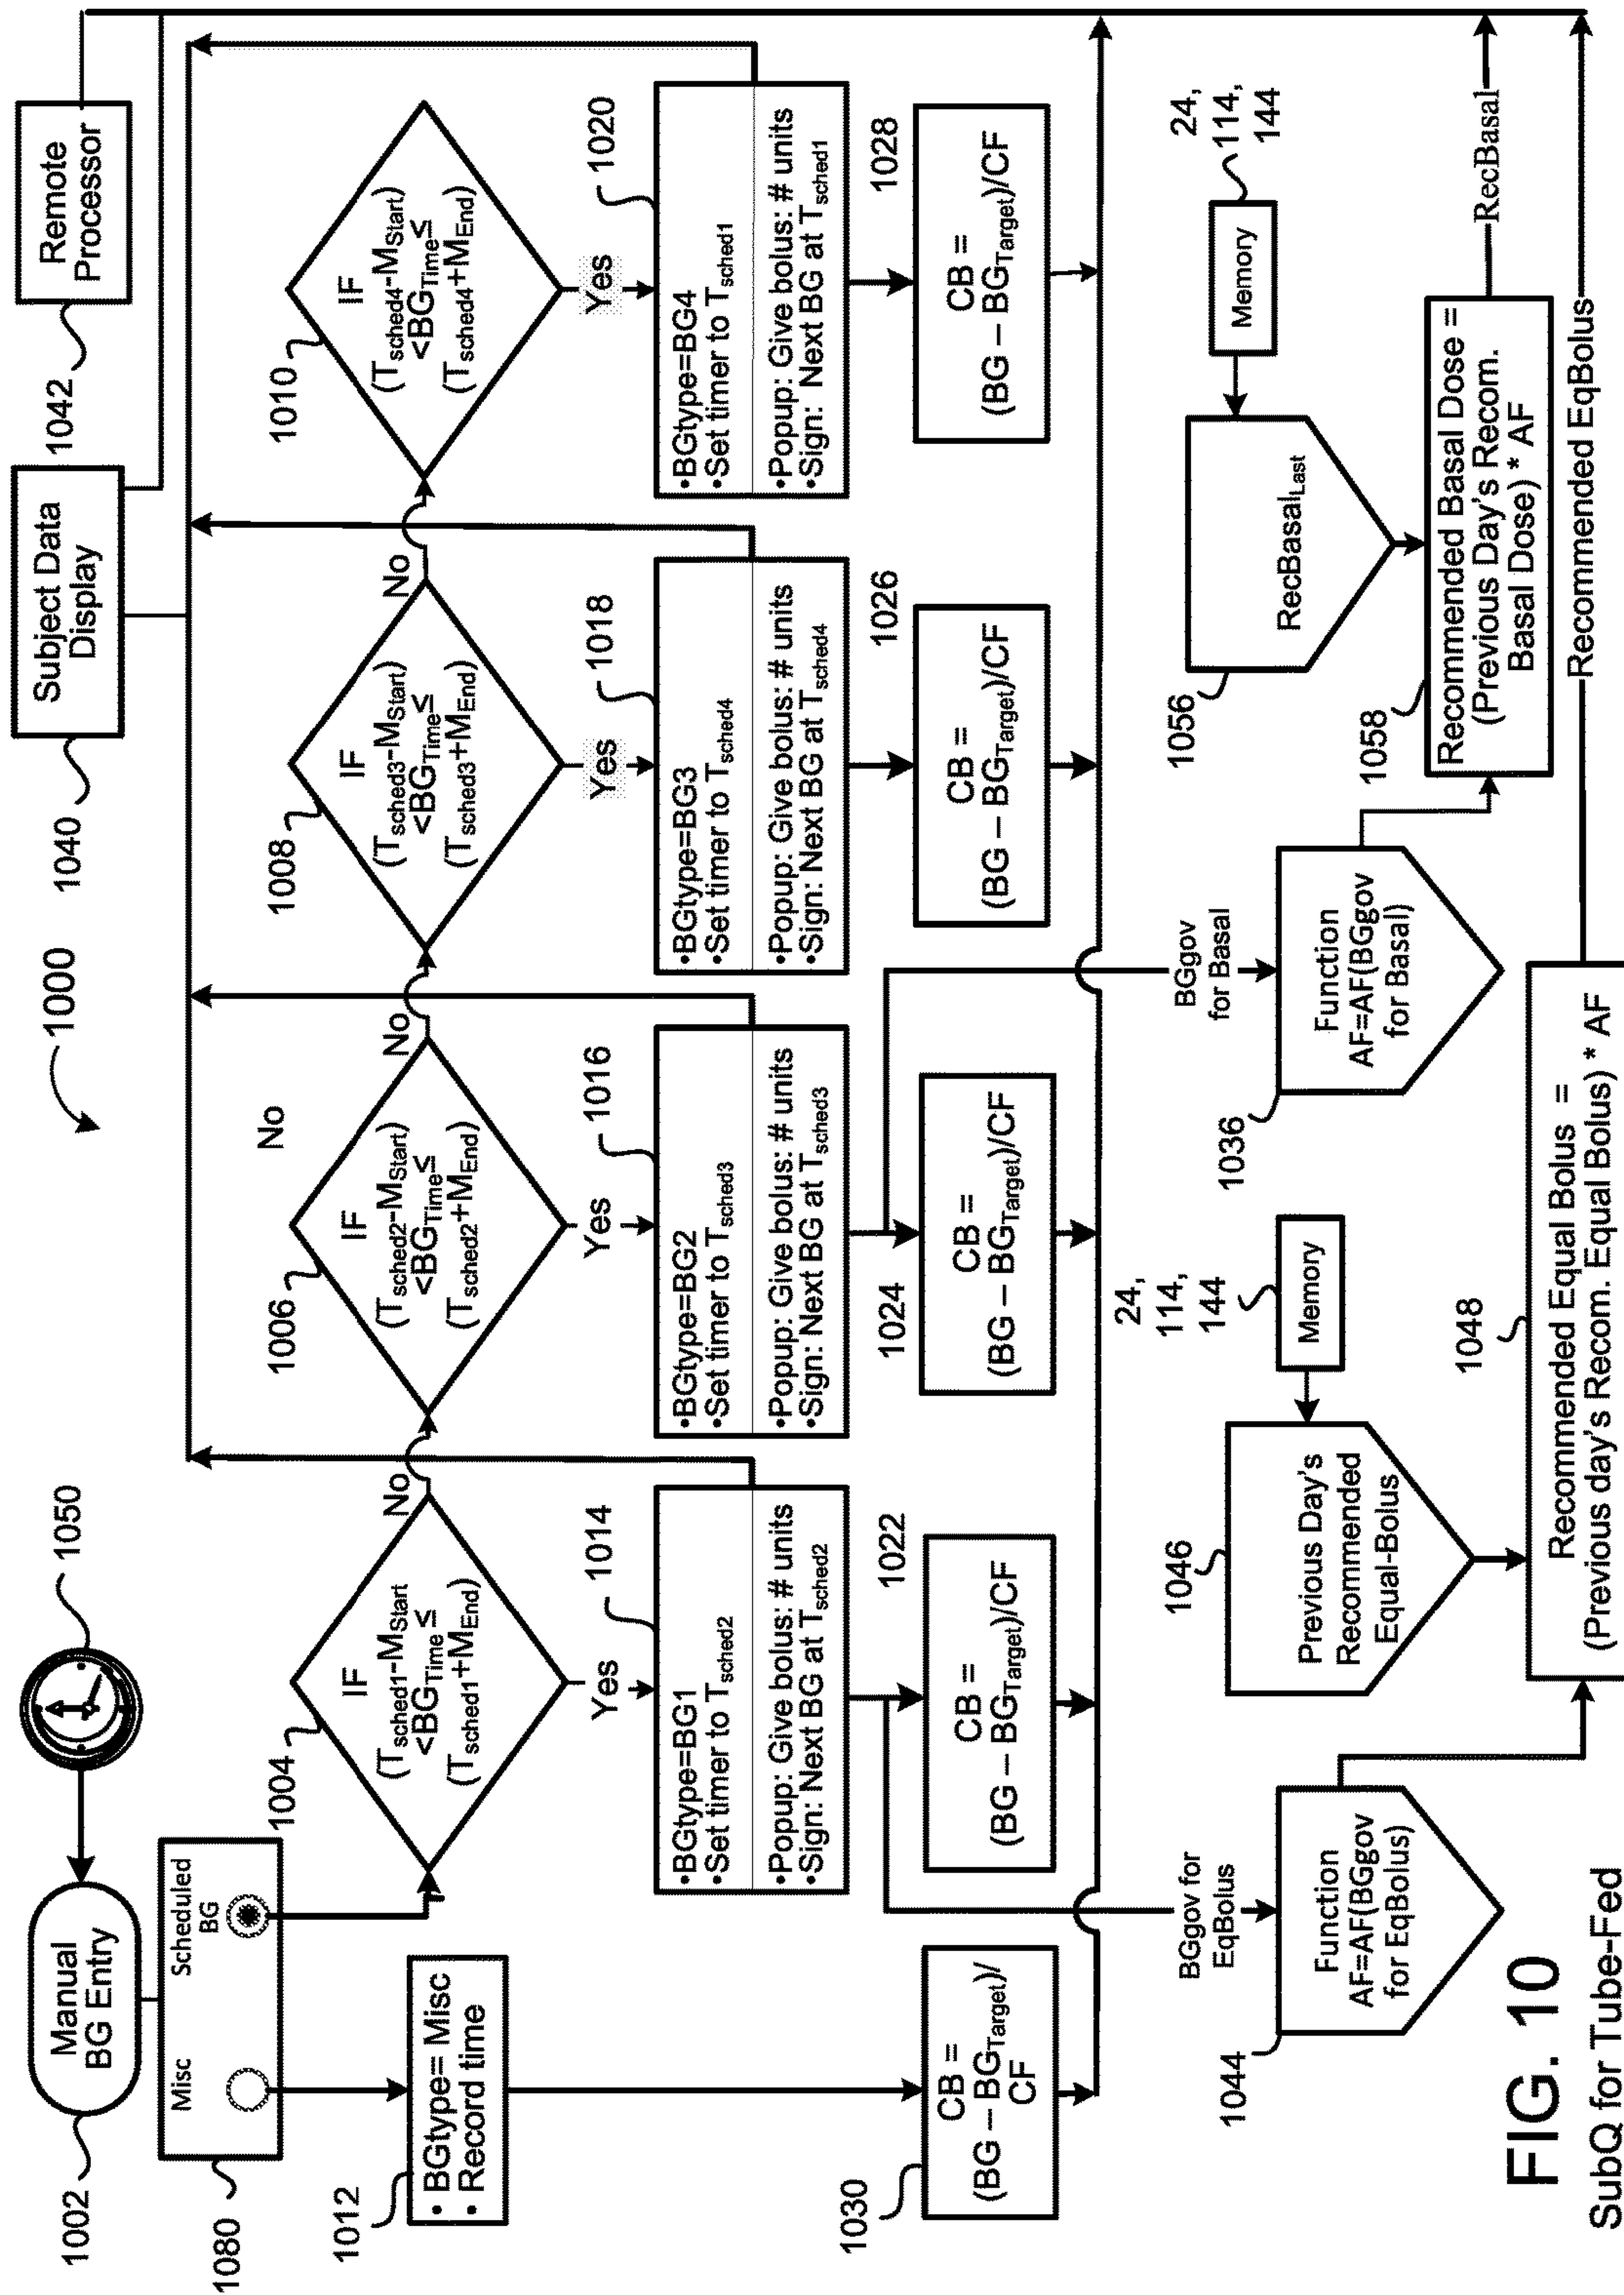 1000
1002
Manual
BG Entry
1050
1040
Subject Data
Display
1042
Remote
Processor
1080
Misc
Scheduled
BG
1012
• BGtype= Misc
• Record time
1004
IF
(Tsched1-MStart
<BGTime≤
(Tsched1+MEnd)
No
Yes
1006
IF
(Tsched2-MStart)
<BGTime≤
(Tsched2+MEnd)
No
No
Yes
1008
IF
(Tsched3-MStart)
<BGTime≤
(Tsched3+MEnd)
No
Yes
1010
IF
(Tsched4-MStart)
<BGTime≤
(Tsched4+MEnd)
Yes
1014
•BGtype=BG1
•Set timer to Tsched2
•Popup: Give bolus: # units
•Sign: Next BG at Tsched2
1016
•BGtype=BG2
•Set timer to Tsched3
•Popup: Give bolus: # units
•Sign: Next BG at Tsched3
1018
•BGtype=BG3
•Set timer to Tsched4
•Popup: Give bolus: # units
•Sign: Next BG at Tsched4
1020
•BGtype=BG4
•Set timer to Tsched1
•Popup: Give bolus: # units
•Sign: Next BG at Tsched1
1030
CB =
(BG – BGTarget)/
CF
1022
CB =
(BG – BGTarget)/CF
1024
CB =
(BG – BGTarget)/CF
1026
CB =
(BG – BGTarget)/CF
1028
CB =
(BG – BGTarget)/CF
BGgov for
EqBolus
1044
Function
AF=AF(BGgov
for EqBolus)
1046
Previous Day's
Recommended
Equal-Bolus
24,
114,
144
Memory
BGgov
for Basal
1036
Function
AF=AF(BGgov
for Basal)
1056
RecBasalLast
24,
114,
144
Memory
1058
Recommended Basal Dose =
(Previous Day's Recom.
Basal Dose) * AF
RecBasal
1048
Recommended Equal Bolus =
(Previous day's Recom. Equal Bolus) * AF
Recommended EqBolus
FIG. 10
SubQ for Tube-Fed